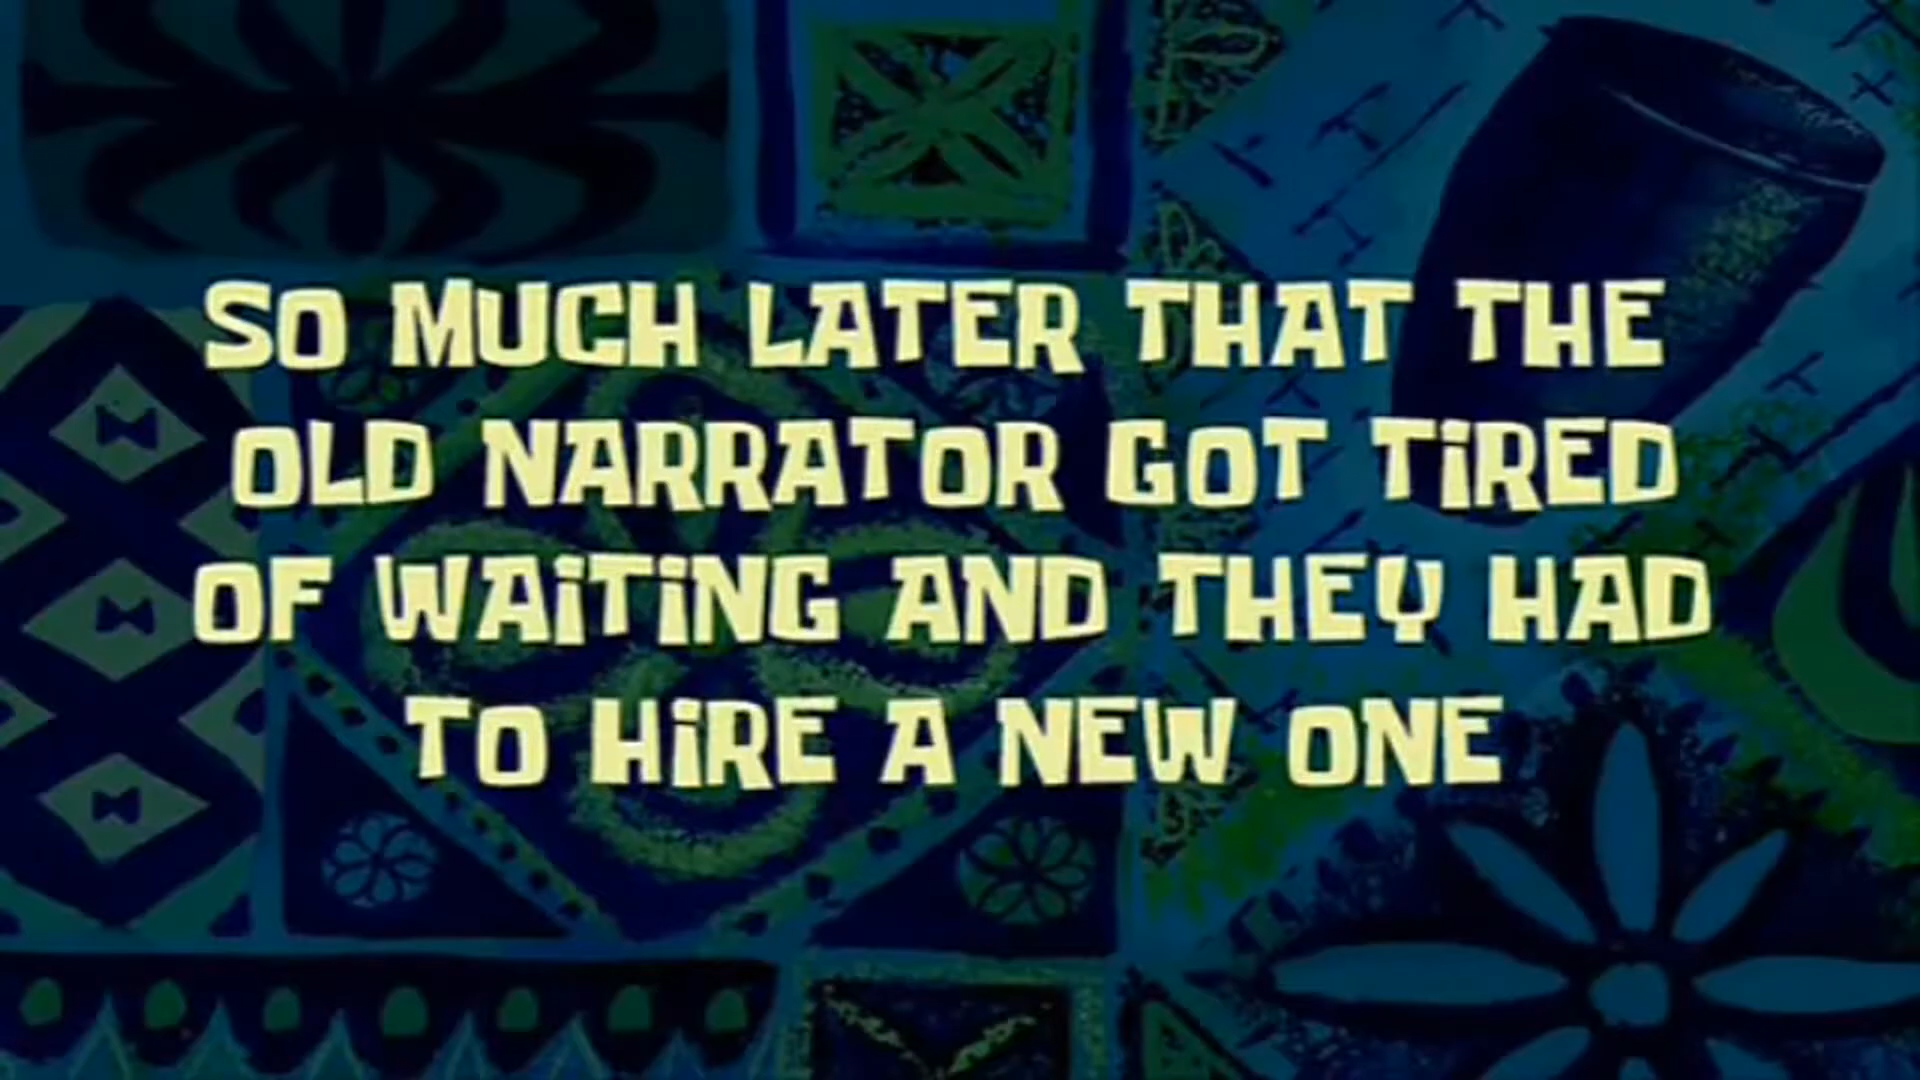 SO MUCH LATER THAT THE
OLD NARRATOR GOT TiRED
OF WAiTiNG AND THEY HAD
TO HiRE A NEW ONE